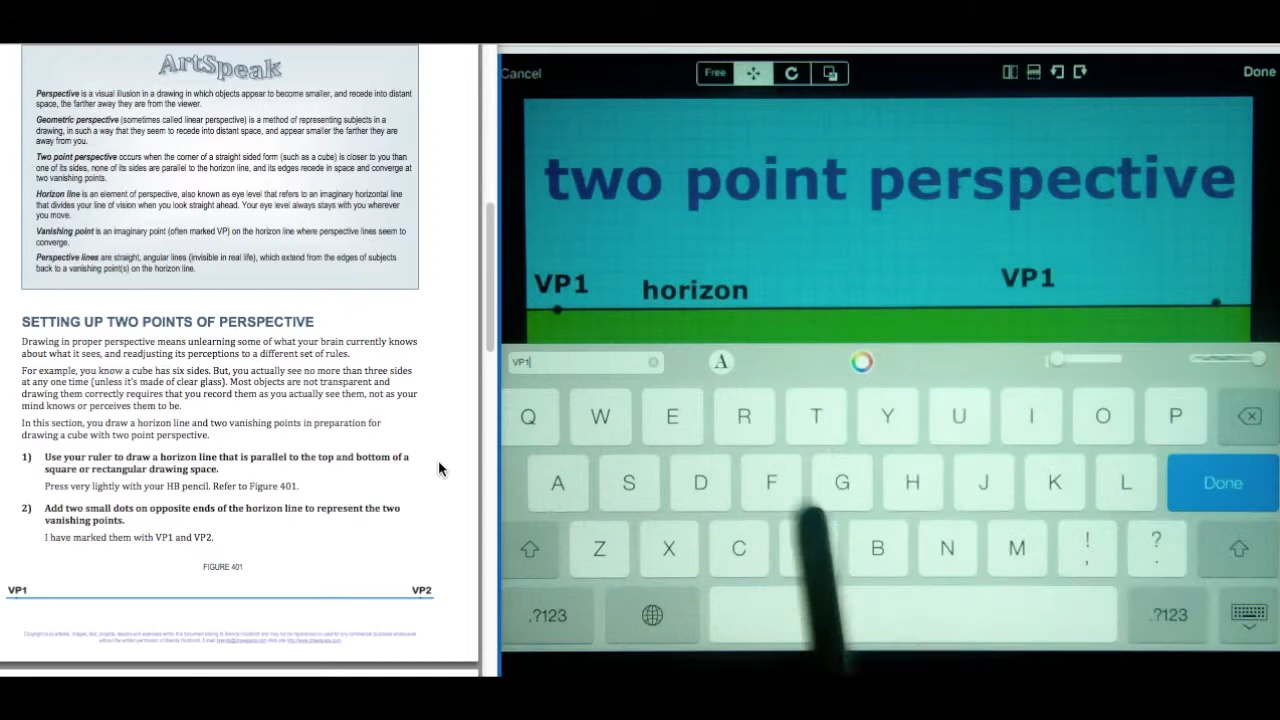 ArtSpeak
Perspective is a visual illusion in a drawing in which objects appear to become smaller, and recede into distant
space, the farther away they are from the viewer.
Geometric perspective (sometimes called linear perspective) is a method of representing subjects in a
drawing, in such a way that they seem to recede into distant space, and appear smaller the farther they are
away from you.
Two point perspective occurs when the corner of a straight sided form (such as a cube) is closer to you than
one of its sides, none of its sides are parallel to the horizon line, and its edges recede in space and converge at
two vanishing points.
Horizon line is an element of perspective, also known as eye level that refers to an imaginary horizontal line
that divides your line of vision when you look straight ahead. Your eye level always stays with you wherever
you move.
Vanishing point is an imaginary point (often marked VP) on the horizon line where perspective lines seem to
converge.
Perspective lines are straight, angular lines (invisible in real life), which extend from the edges of subjects
back to a vanishing point(s) on the horizon line.
SETTING UP TWO POINTS OF PERSPECTIVE
Drawing in proper perspective means unlearning some of what your brain currently knows
about what it sees, and readjusting its perceptions to a different set of rules.
For example, you know a cube has six sides. But, you actually see no more than three sides
at any one time (unless it's made of clear glass). Most objects are not transparent and
drawing them correctly requires that you record them as you actually see them, not as your
mind knows or perceives them to be.
In this section, you draw a horizon line and two vanishing points in preparation for
drawing a cube with two point perspective.
1) Use your ruler to draw a horizon line that is parallel to the top and bottom of a
square or rectangular drawing space.
Press very lightly with your HB pencil. Refer to Figure 401.
2) Add two small dots on opposite ends of the horizon line to represent the two
vanishing points.
I have marked them with VP1 and VP2.
FIGURE 401
VP1 VP2
Cancel Free Done
two point perspective
VP1 horizon VP1
VP1 A
Q W E R T Y U I O P
A S D F G H J K L Done
Z X C B N M ! , ? .
.?123 .?123